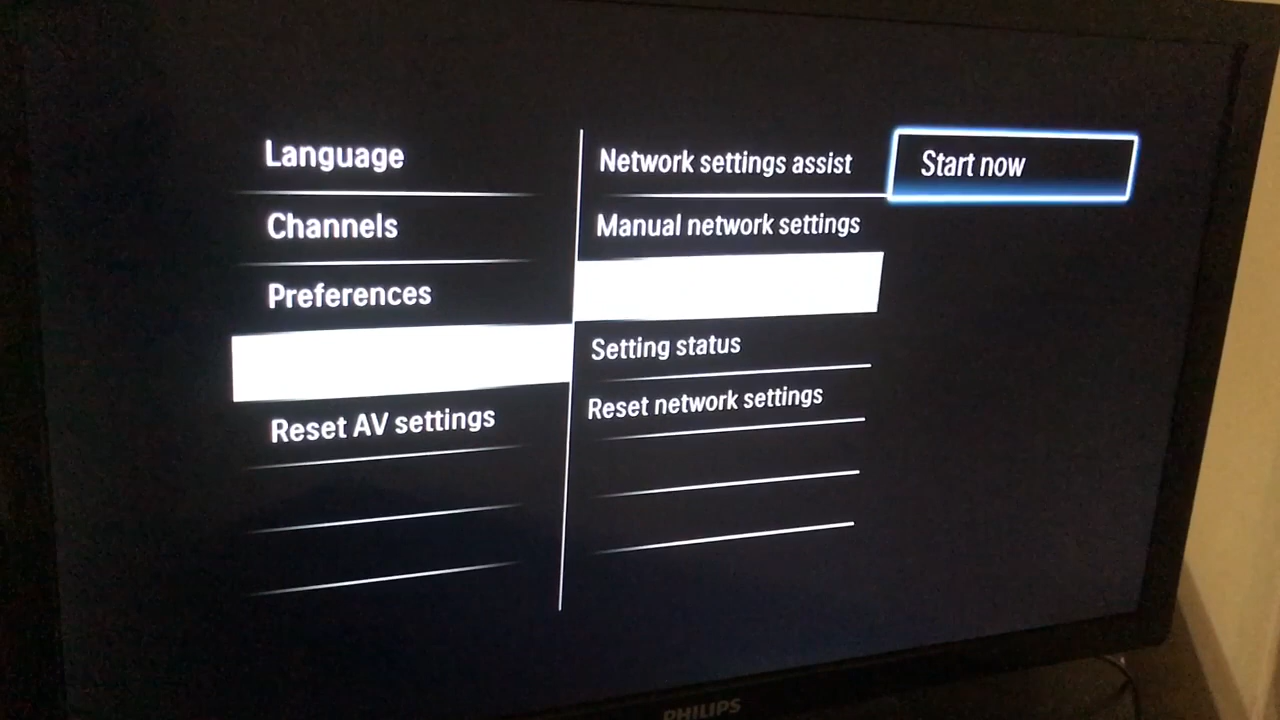 Language
Channels
Preferences
Reset AV settings
Network settings assist
Manual network settings
Setting status
Reset network settings
Start now
PHILIPS